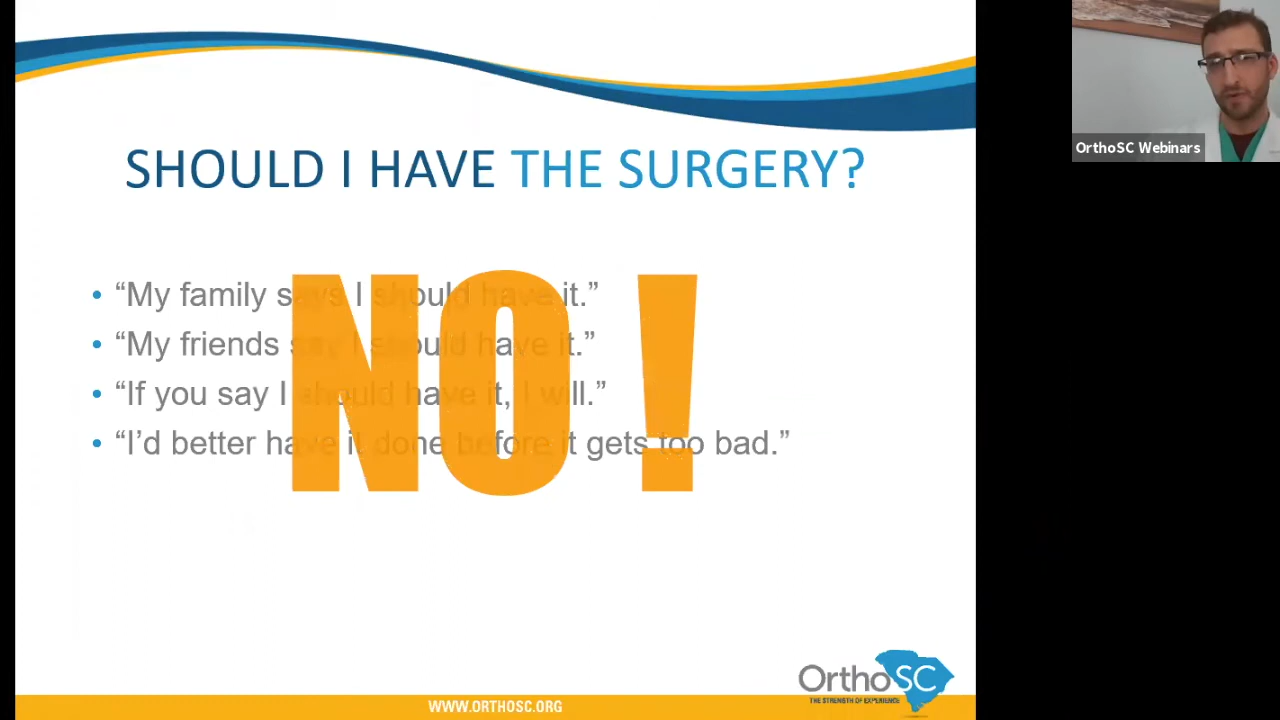 SHOULD I HAVE THE SURGERY?
• “My family says I should have it.”
• “My friends say I should have it.”
• “If you say I should have it, I will.”
• “I’d better have it done before it gets too bad.”
NO!
OrthoSC Webinars
OrthoSC
THE STRENGTH OF EXPERIENCE
WWW.ORTHOSC.ORG